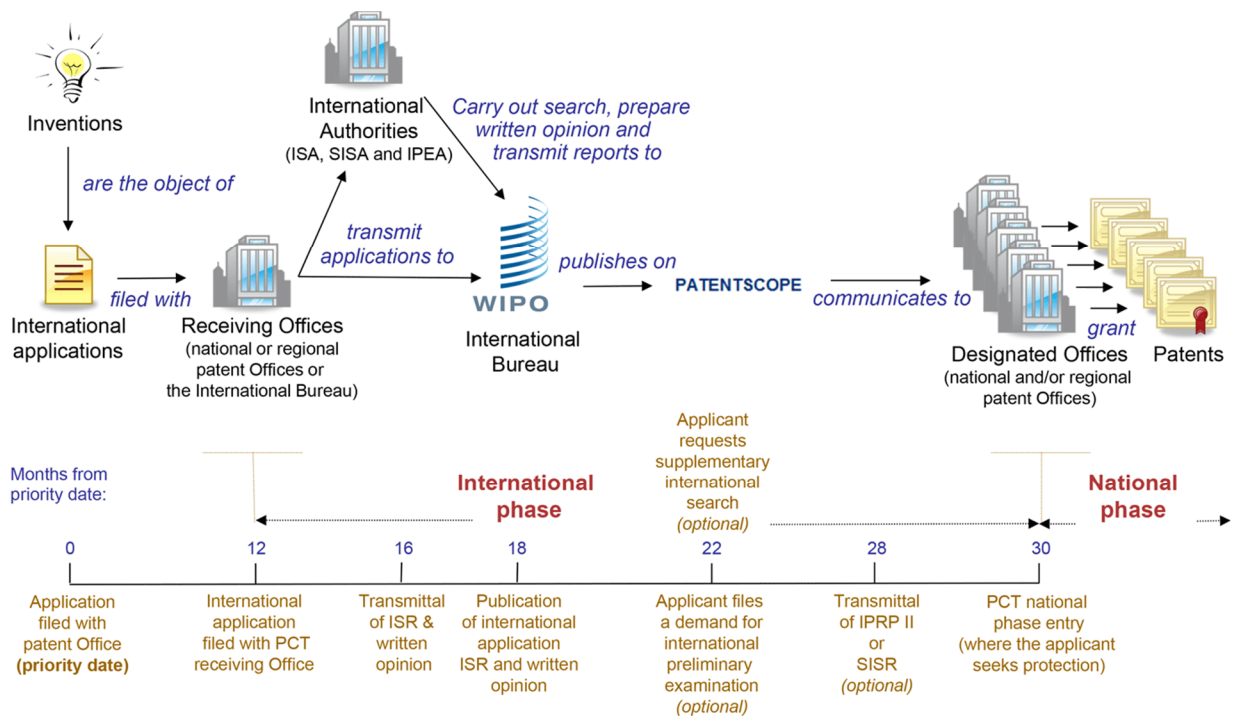 Inventions
are the object of
International
applications
filed with
Receiving Offices
(national or regional
patent Offices or
the International Bureau)
International
Authorities
(ISA, SISA and IPEA)
transmit
applications to
Carry out search, prepare
written opinion and
transmit reports to
WIPO
International
Bureau
publishes on
PATENTSCOPE
communicates to
Designated Offices
(national and/or regional
patent Offices)
grant
Patents
Months from
priority date:
International
phase
Applicant
requests
supplementary
international
search
(optional)
National
phase
0
12
16
18
22
28
30
Application
filed with
patent Office
(priority date)
International
application
filed with PCT
receiving Office
Transmittal
of ISR &
written
opinion
Publication
of international
application
ISR and written
opinion
Applicant files
a demand for
international
preliminary
examination
(optional)
Transmittal
of IPRP II
or
SISR
(optional)
PCT national
phase entry
(where the applicant
seeks protection)